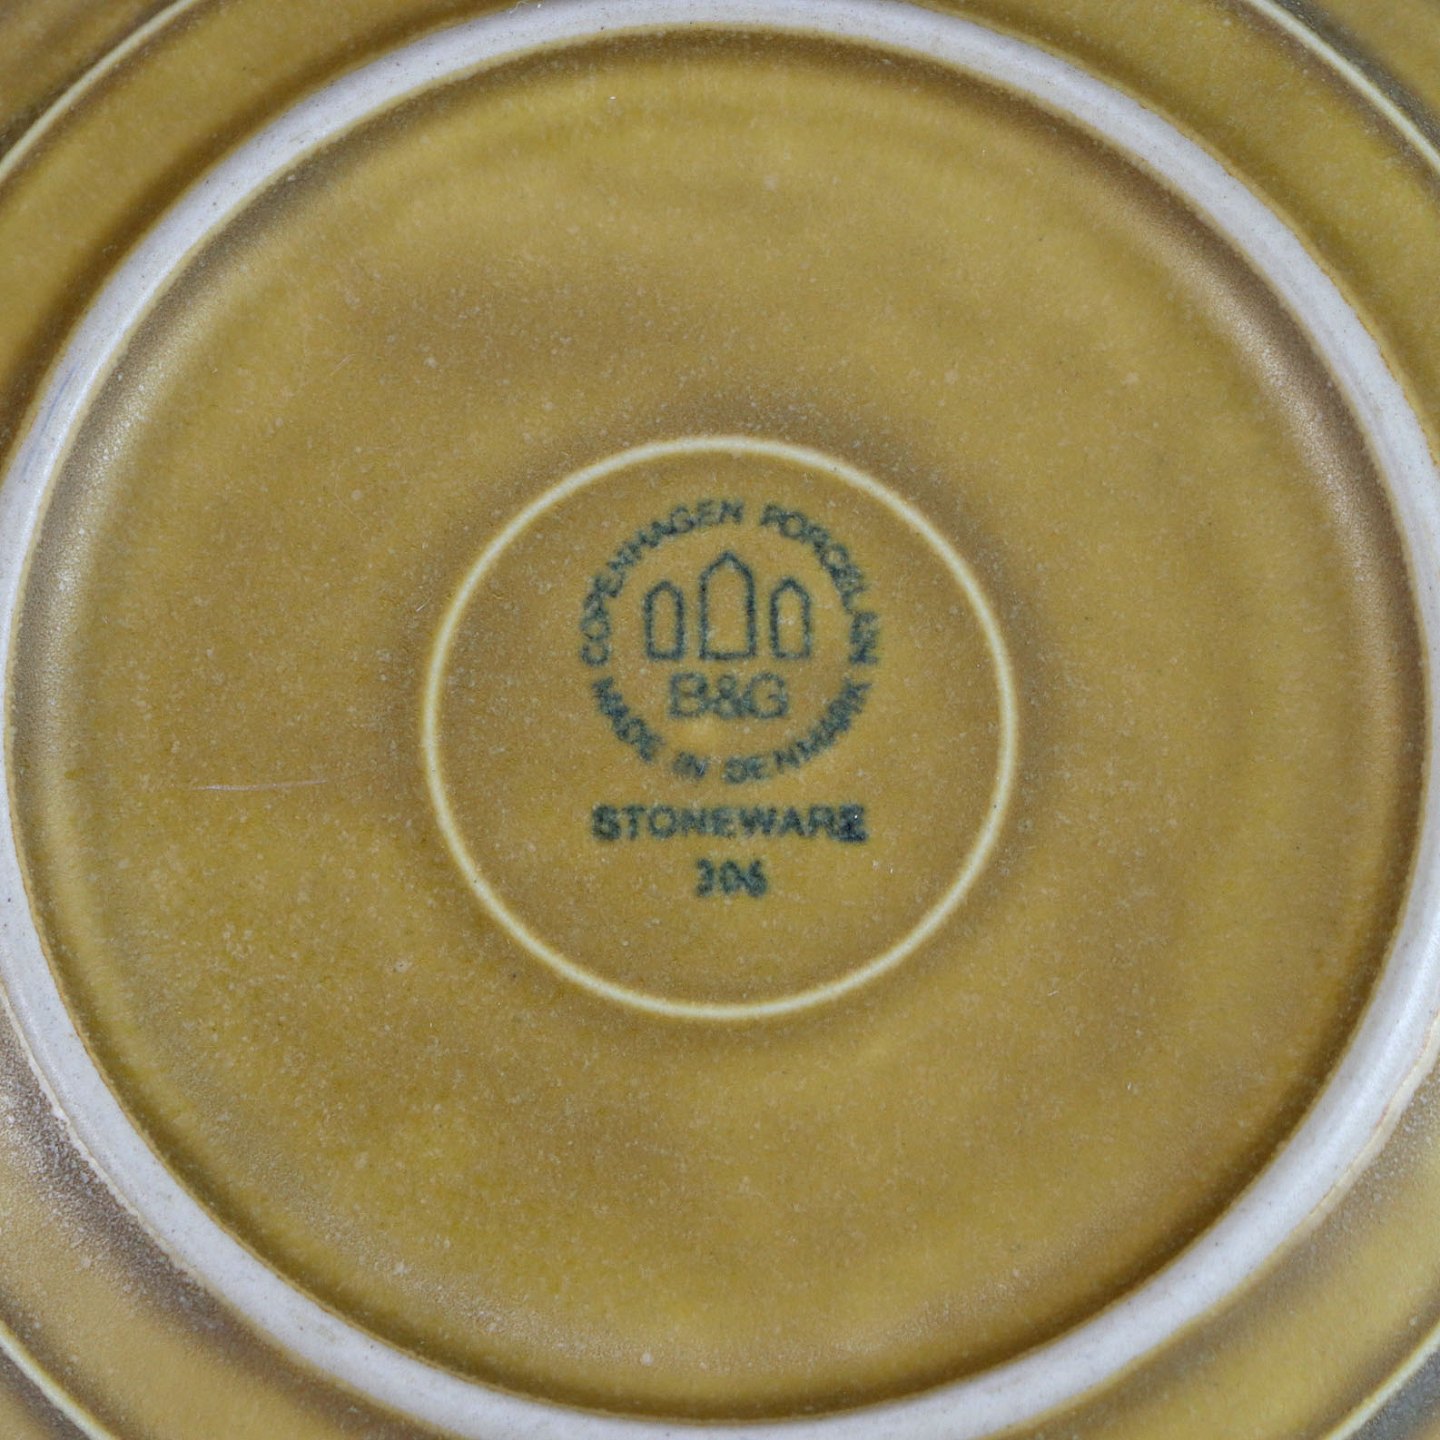 COPENHAGEN PORCELAIN
B&G
MADE IN DENMARK
STONEWARE
306